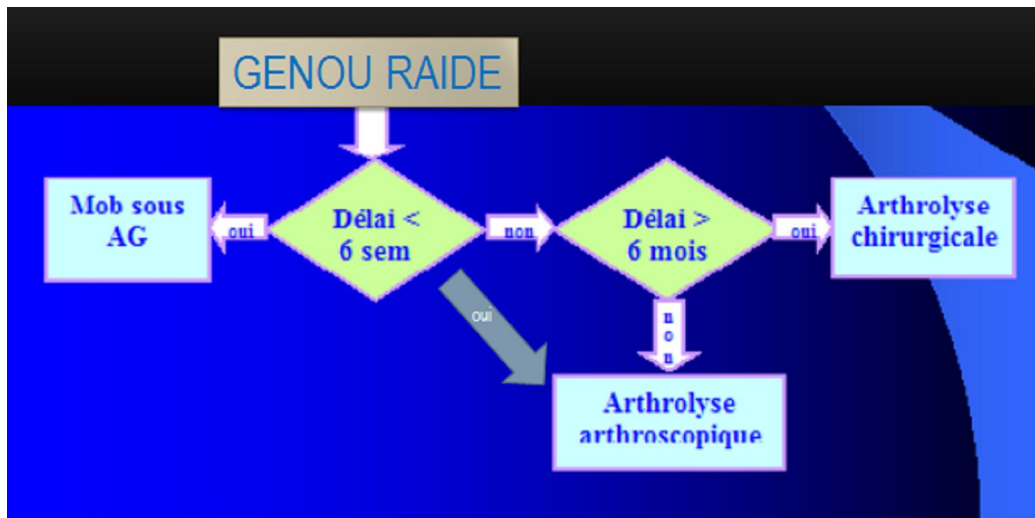 GENOU RAIDE
Mob sous
AG
oui
Délai <
6 sem
non
Délai >
6 mois
oui
Arthrolyse
chirurgicale
oui
non
Arthrolyse
arthroscopique